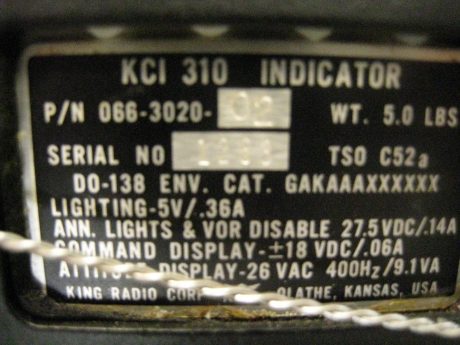 KCI 310 INDICATOR
P/N 066-3020-02 WT. 5.0 LBS
SERIAL NO TSO C52a
DO-138 ENV. CAT. GAKAAAXXXXXX
LIGHTING-5V/.36A
ANN. LIGHTS & VOR DISABLE 27.5VDC/.14A
COMMAND DISPLAY-±18 VDC/.06A
DISPLAY-26 VAC 400Hz/9.1VA
KING RADIO OLATHE, KANSAS, USA